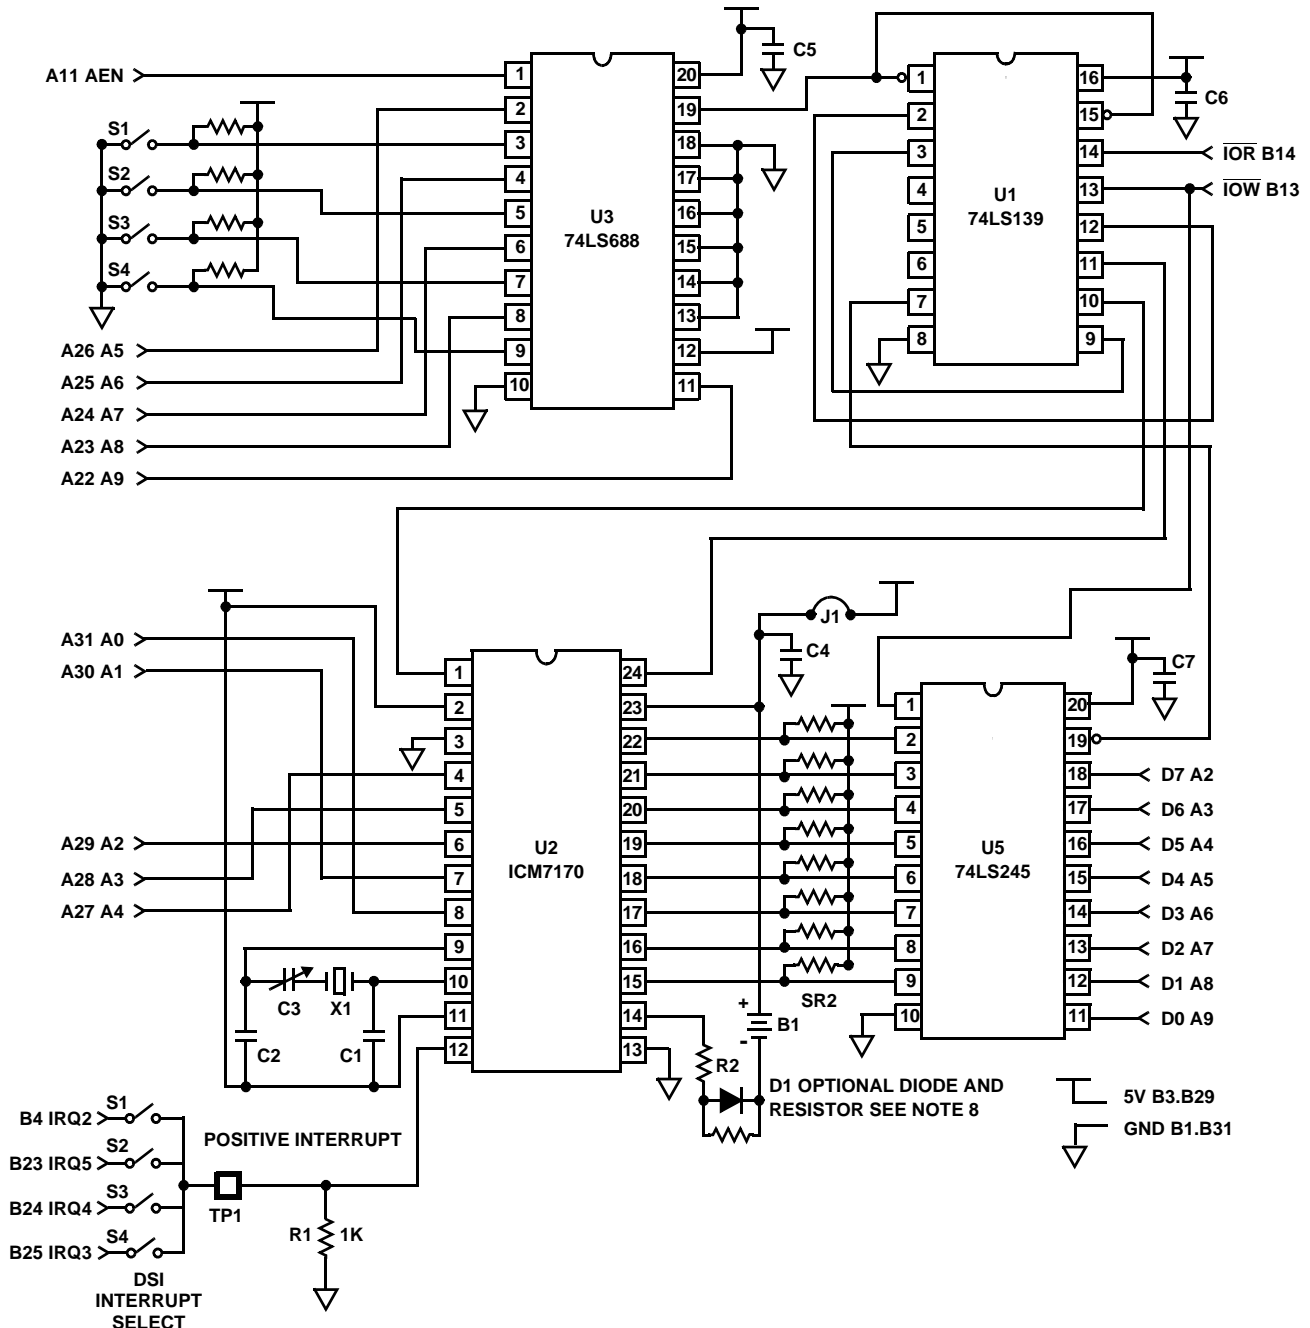 A11 AEN
1
20
C5
2
19
S1
3
18
S2
4
17
5
16
S3
6
15
7
14
S4
8
13
9
12
10
11
U3
74LS688
A26 A5
A25 A6
A24 A7
A23 A8
A22 A9
1
16
C6
2
15
3
14
IOR B14
4
13
IOW B13
5
12
6
11
7
10
8
9
U1
74LS139
J1
C4
C7
A31 A0
A30 A1
A29 A2
A28 A3
A27 A4
1
24
2
23
3
22
4
21
5
20
6
19
7
18
8
17
9
16
10
15
11
14
12
13
U2
ICM7170
C3
X1
C2
C1
SR2
B1
+
-
R2
1
20
2
19
3
18
D7 A2
4
17
D6 A3
5
16
D5 A4
6
15
D4 A5
7
14
D3 A6
8
13
D2 A7
9
12
D1 A8
10
11
D0 A9
U5
74LS245
D1 OPTIONAL DIODE AND
RESISTOR SEE NOTE 8
5V B3.B29
GND B1.B31
S1
B4 IRQ2
POSITIVE INTERRUPT
S2
B23 IRQ5
S3
B24 IRQ4
TP1
S4
B25 IRQ3
R1
1K
DSI
INTERRUPT
SELECT